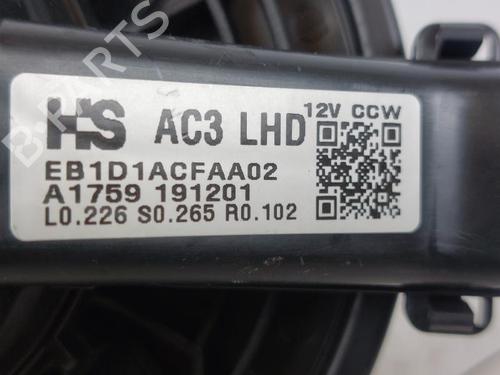 12V CCW
HS AC3 LHD
EB1D1ACFAA02
A1759 191201
L0.226 S0.265 R0.102
B-PARTS